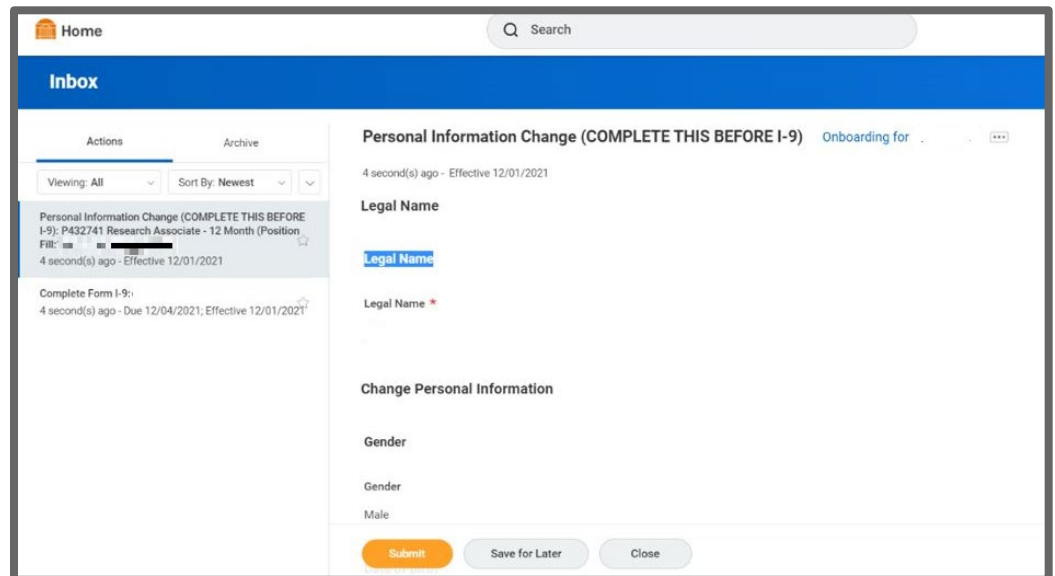 Home
Search
Inbox
Actions
Archive
Viewing: All
Sort By: Newest
Personal Information Change (COMPLETE THIS BEFORE
I-9): P432741 Research Associate - 12 Month (Position
Fill:
4 second(s) ago - Effective 12/01/2021
Complete Form I-9:
4 second(s) ago - Due 12/04/2021; Effective 12/01/2021
Personal Information Change (COMPLETE THIS BEFORE I-9) Onboarding for
4 second(s) ago - Effective 12/01/2021
Legal Name
Legal Name
Legal Name *
Change Personal Information
Gender
Gender
Male
Submit
Save for Later
Close